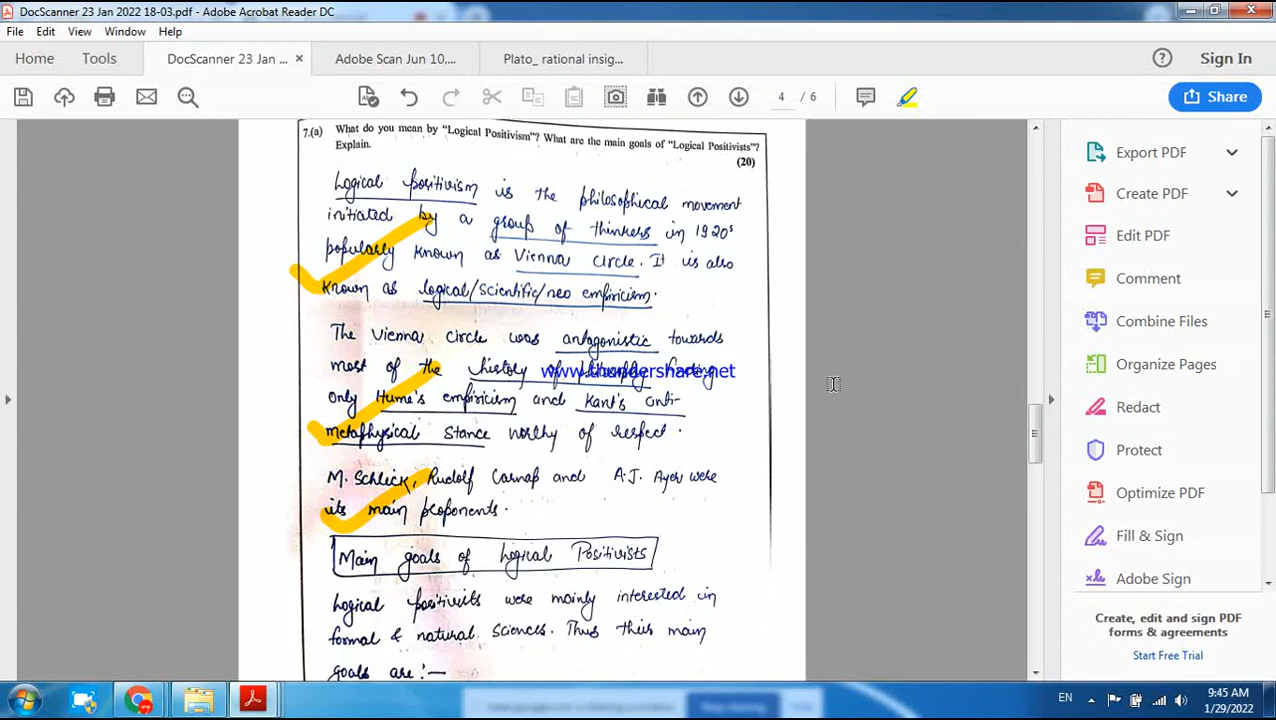 DocScanner 23 Jan 2022 18-03.pdf - Adobe Acrobat Reader DC
File Edit View Window Help
Home Tools DocScanner 23 Jan ... × Adobe Scan Jun 10,... Plato_ rational insig... Sign In
4 / 6 Share
7.(a) What do you mean by "Logical Positivism"? What are the main goals of "Logical Positivists"?
Explain.
(20)
Logical positivism is the philosophical movement
initiated by a group of thinkers in 1920s
popularly known as Vienna Circle. It is also
known as logical/scientific/neo empiricism.
The Vienna circle was antagonistic towards
most of the history of
www.thundershare.net
only Hume's empiricism and Kant's anti-
metaphysical stance worthy of respect.
M. Schlick, Rudolf Carnap and A.J. Ayer were
its main proponents.
Main goals of Logical Positivists
Logical positivists were mainly interested in
formal & natural sciences. Thus main
goals are :—
Export PDF
Create PDF
Edit PDF
Comment
Combine Files
Organize Pages
Redact
Protect
Optimize PDF
Fill & Sign
Adobe Sign
Create, edit and sign PDF
forms & agreements
Start Free Trial
EN
9:45 AM
1/29/2022